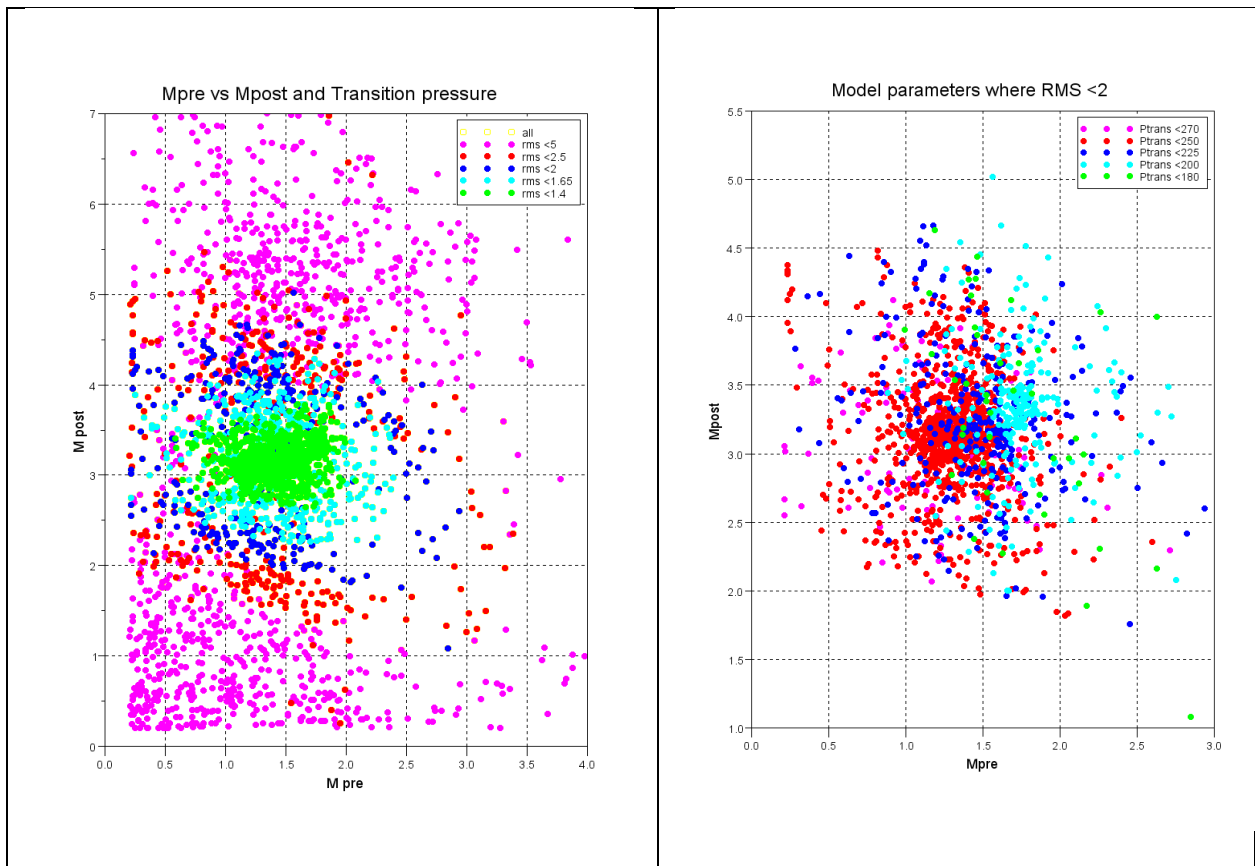 Mpre vs Mpost and Transition pressure
all
rms <5
rms <2.5
rms <2
rms <1.65
rms <1.4
7
6
5
4
3
2
1
0
M post
0.0 0.5 1.0 1.5 2.0 2.5 3.0 3.5 4.0
M pre
Model parameters where RMS <2
Ptrans <270
Ptrans <250
Ptrans <225
Ptrans <200
Ptrans <180
5.5
5.0
4.5
4.0
3.5
3.0
2.5
2.0
1.5
1.0
Mpost
0.0 0.5 1.0 1.5 2.0 2.5 3.0
Mpre